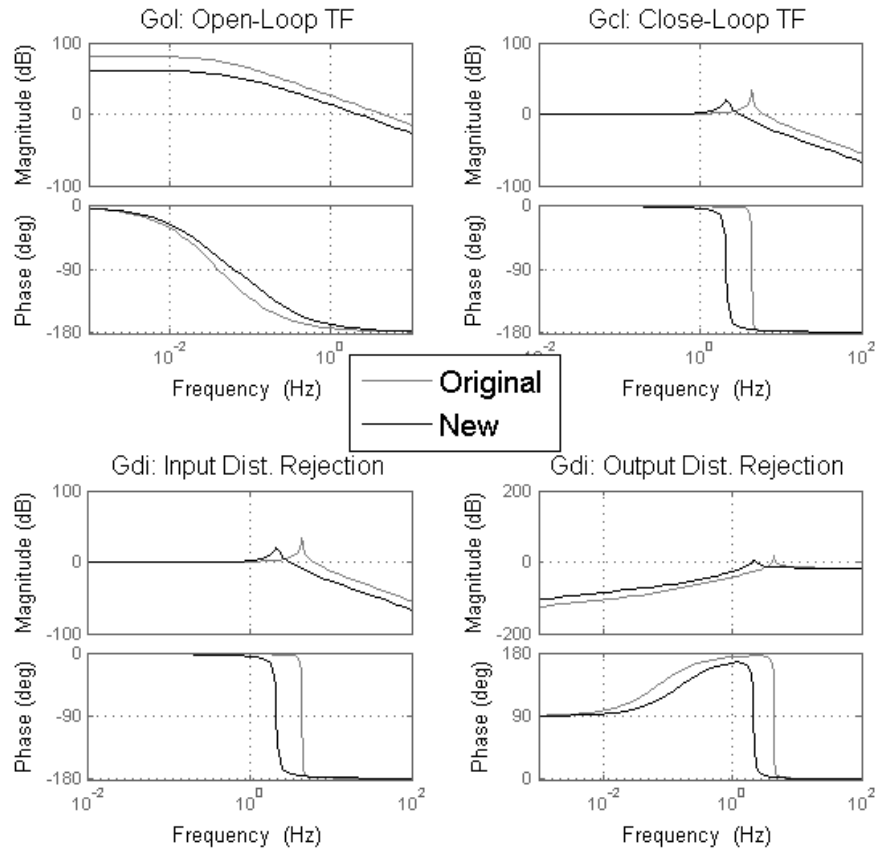 Gol: Open-Loop TF
Magnitude (dB)
100
0
-100
Phase (deg)
0
-90
-180
10^-2
10^0
Frequency (Hz)
Gcl: Close-Loop TF
Magnitude (dB)
100
0
-100
Phase (deg)
0
-90
-180
10^-2
10^0
10^2
Frequency (Hz)
Original
New
Gdi: Input Dist. Rejection
Magnitude (dB)
100
0
-100
Phase (deg)
0
-90
-180
10^-2
10^0
10^2
Frequency (Hz)
Gdi: Output Dist. Rejection
Magnitude (dB)
200
0
-200
Phase (deg)
180
90
0
10^-2
10^0
10^2
Frequency (Hz)